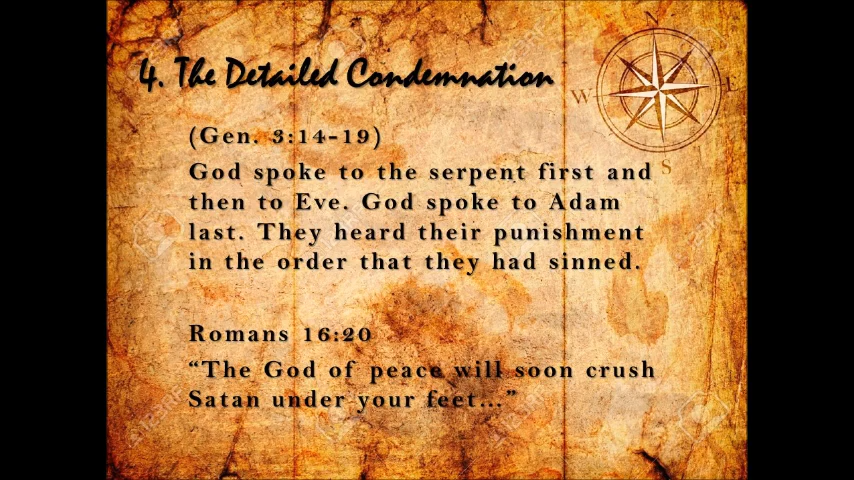 4. The Detailed Condemnation
N
W
E
S
(Gen. 3:14-19)
God spoke to the serpent first and
then to Eve. God spoke to Adam
last. They heard their punishment
in the order that they had sinned.
Romans 16:20
“The God of peace will soon crush
Satan under your feet…”